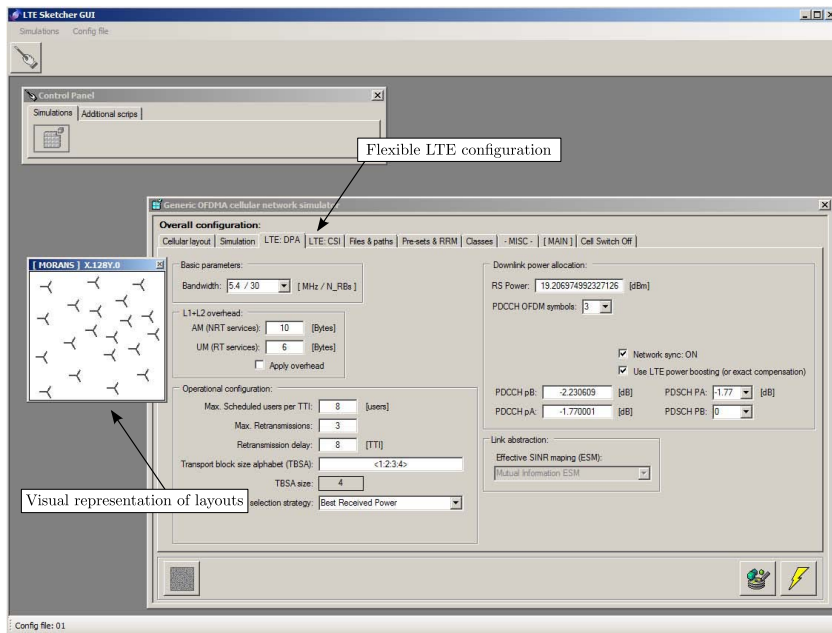 LTE Sketcher GUI
Simulations Config file
Control Panel
Simulations Additional scrips
Flexible LTE configuration
Generic OFDMA cellular network simulator
Overall configuration:
Cellular layout Simulation LTE: DPA LTE: CSI Files & paths Pre-sets & RRM Classes - MISC - [ MAIN ] Cell Switch Off
[ MORANS ] X.128Y.0
Basic parameters:
Bandwidth: 5.4 / 30 [ MHz / N_RBs ]
L1+L2 overhead:
AM (NRT services): 10 [Bytes]
UM (RT services): 6 [Bytes]
Apply overhead
Operational configuration:
Max. Scheduled users per TTI: 8 [users]
Max. Retransmissions: 3
Retransmission delay: 8 [TTI]
Transport block size alphabet (TBSA): <1:2:3:4>
TBSA size: 4
selection strategy: Best Received Power
Visual representation of layouts
Downlink power allocation:
RS Power: 19.206974992327126 [dBm]
PDCCH OFDM symbols: 3
Network sync: ON
Use LTE power boosting (or exact compensation)
PDCCH pB: -2.230609 [dB] PDSCH PA: -1.77 [dB]
PDCCH pA: -1.770001 [dB] PDSCH PB: 0
Link abstraction:
Effective SINR maping (ESM):
Mutual Information ESM
Config file: 01